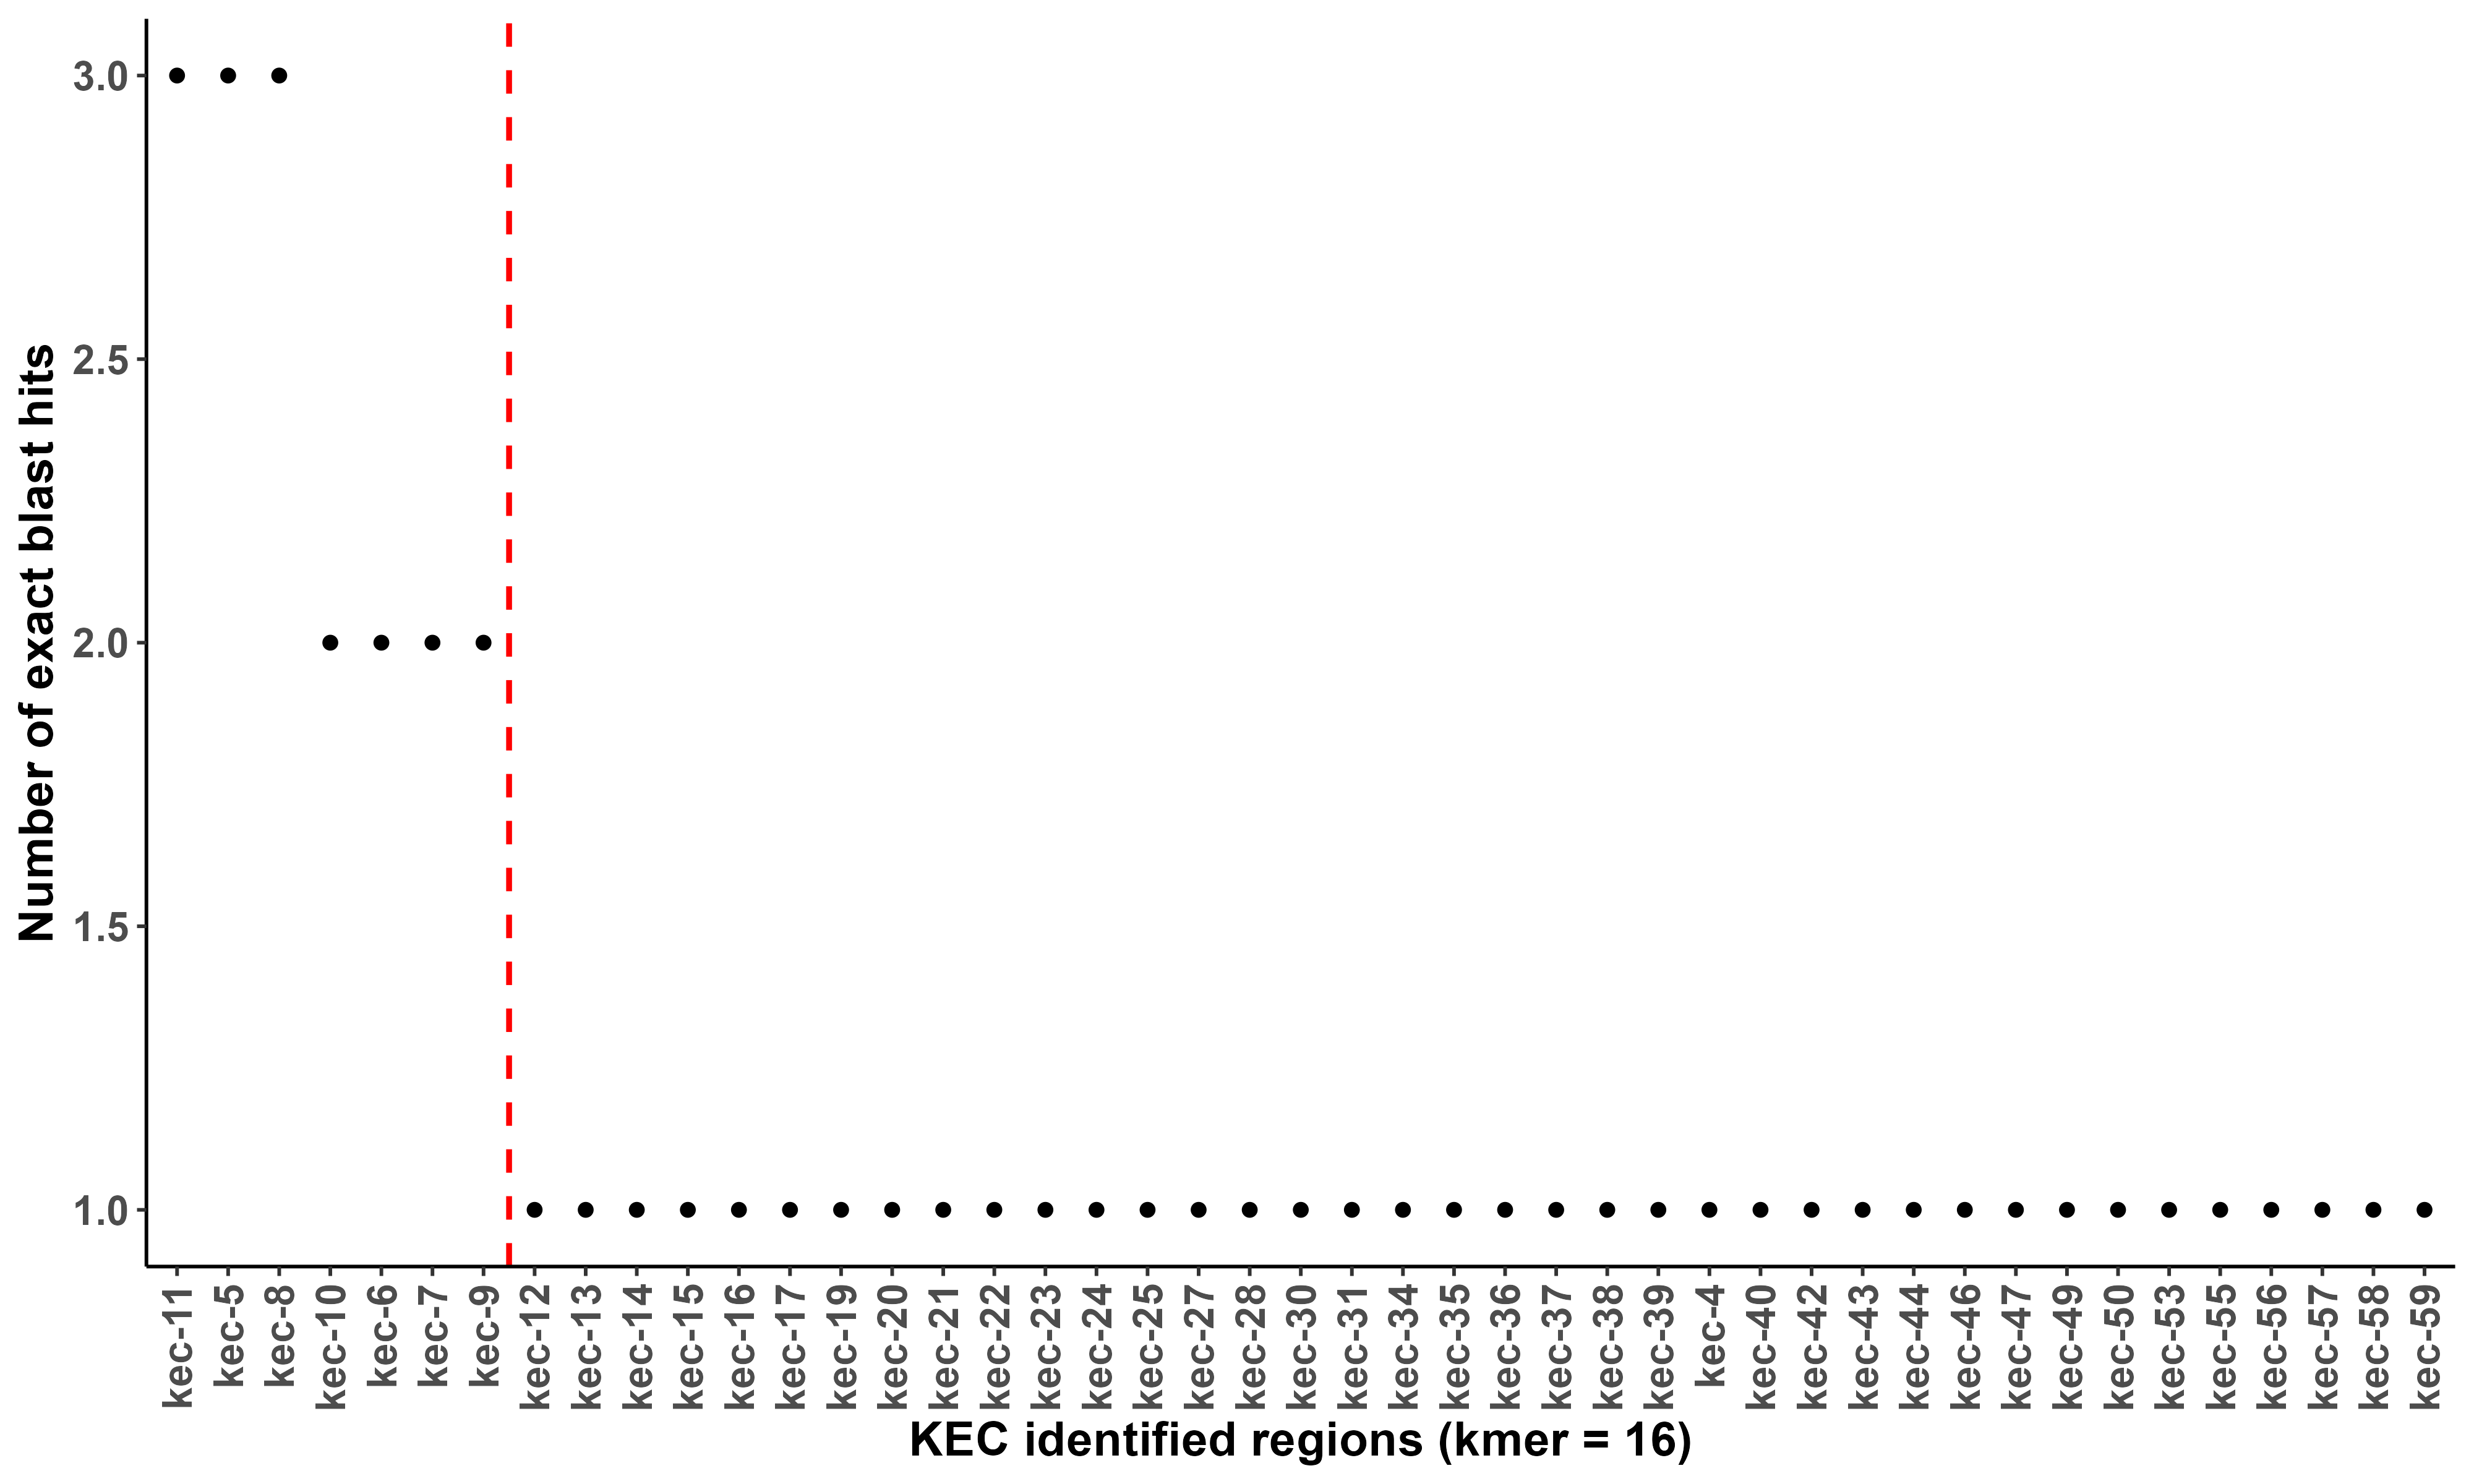 Number of exact blast hits
3.0
2.5
2.0
1.5
1.0
kec-11
kec-5
kec-8
kec-10
kec-6
kec-7
kec-9
kec-12
kec-13
kec-14
kec-15
kec-16
kec-17
kec-19
kec-20
kec-21
kec-22
kec-23
kec-24
kec-25
kec-27
kec-28
kec-30
kec-31
kec-34
kec-35
kec-36
kec-37
kec-38
kec-39
kec-4
kec-40
kec-42
kec-43
kec-44
kec-46
kec-47
kec-49
kec-50
kec-53
kec-55
kec-56
kec-57
kec-58
kec-59
KEC identified regions (kmer = 16)